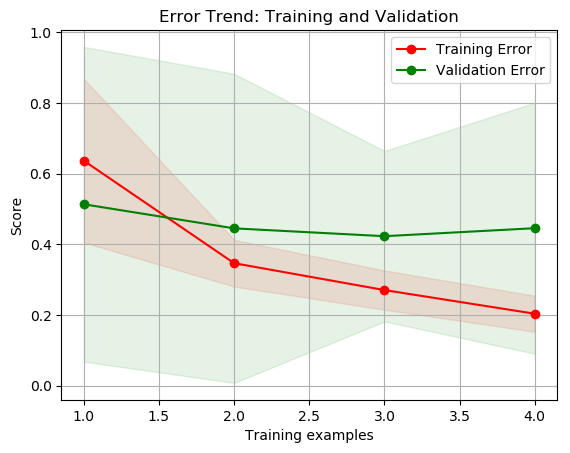 Error Trend: Training and Validation
1.0
0.8
0.6
0.4
0.2
0.0
Score
Training Error
Validation Error
1.0 1.5 2.0 2.5 3.0 3.5 4.0
Training examples